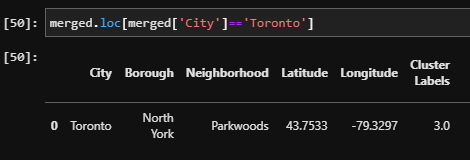 [50]: merged.loc[merged['City']=='Toronto']
[50]:
City Borough Neighborhood Latitude Longitude Cluster Labels
0 Toronto North York Parkwoods 43.7533 -79.3297 3.0